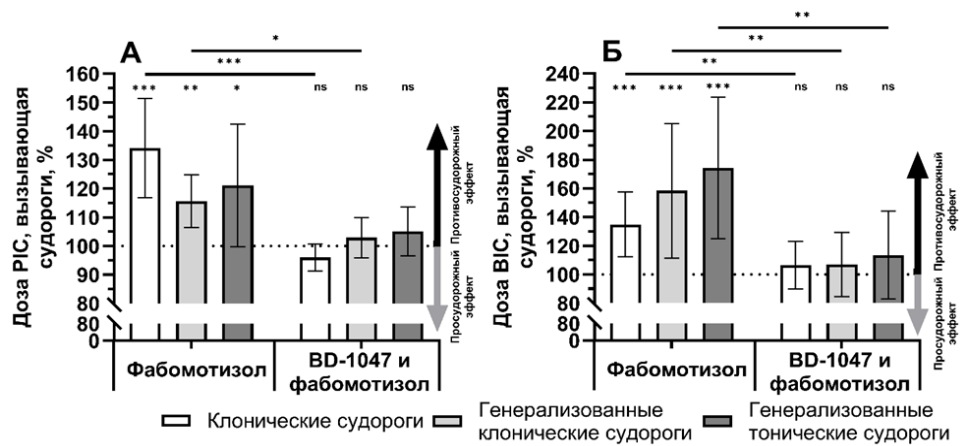 А
Доза PIC, вызывающая
судороги, %
160
150
140
130
120
110
100
90
80
80
0
*
***
***
**
*
ns
ns
ns
Противосудорожный
эффект
Просудорожный
эффект
Фабомотизол
BD-1047 и
фабомотизол
Б
Доза BIC, вызывающая
судороги, %
240
220
200
180
160
140
120
100
80
80
0
**
**
**
***
***
***
ns
ns
ns
Противосудорожный
эффект
Просудорожный
эффект
Фабомотизол
BD-1047 и
фабомотизол
Клонические судороги
Генерализованные
клонические судороги
Генерализованные
тонические судороги